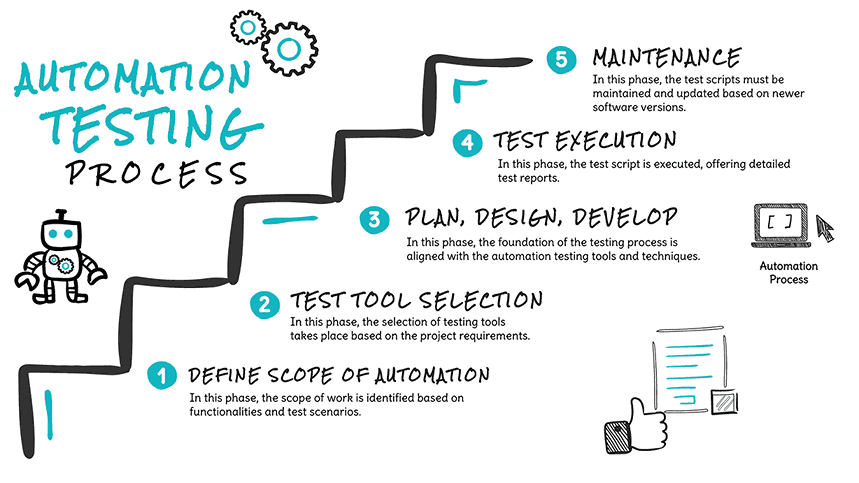 AUTOMATION
TESTING
PROCESS
5 MAINTENANCE
In this phase, the test scripts must be
maintained and updated based on newer
software versions.
4 TEST EXECUTION
In this phase, the test script is executed, offering detailed
test reports.
3 PLAN, DESIGN, DEVELOP
In this phase, the foundation of the testing process is
aligned with the automation testing tools and techniques.
[ ]
Automation
Process
2 TEST TOOL SELECTION
In this phase, the selection of testing tools
takes place based on the project requirements.
1 DEFINE SCOPE OF AUTOMATION
In this phase, the scope of work is identified based on
functionalities and test scenarios.